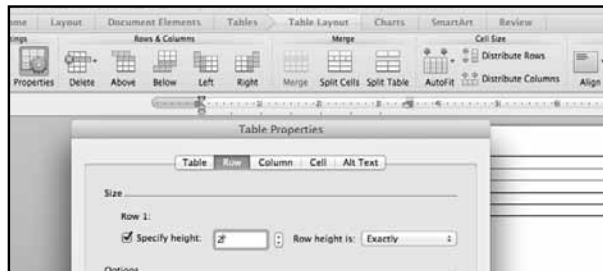 Layout Document Elements Tables Table Layout Charts SmartArt Review
Rows & Columns Merge Cell Size
Properties Delete Above Below Left Right Merge Split Cells Split Table AutoFit Distribute Rows Distribute Columns Align
Table Properties
Table Row Column Cell Alt Text
Size
Row 1:
Specify height: Row height is: Exactly
Options